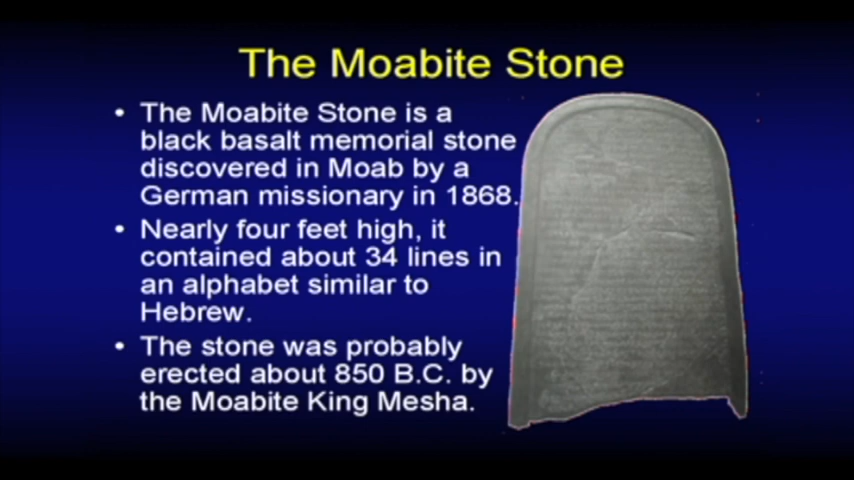 The Moabite Stone
• The Moabite Stone is a
black basalt memorial stone
discovered in Moab by a
German missionary in 1868.
• Nearly four feet high, it
contained about 34 lines in
an alphabet similar to
Hebrew.
• The stone was probably
erected about 850 B.C. by
the Moabite King Mesha.